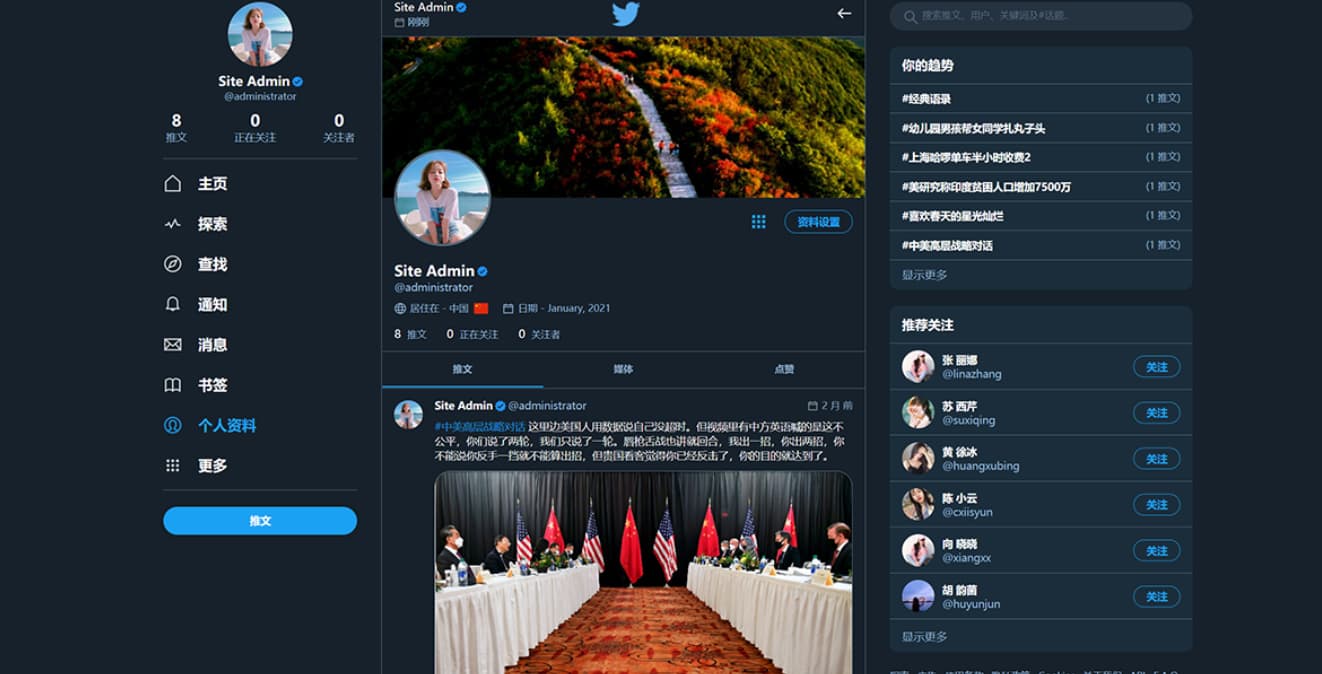 Site Admin
@administrator
8 0 0
推文 正在关注 关注者
主页
探索
查找
通知
消息
书签
个人资料
更多
推文
Site Admin
刚刚
资料设置
Site Admin
@administrator
居住在 - 中国 日期 - January, 2021
8 推文 0 正在关注 0 关注者
推文 媒体 点赞
Site Admin @administrator 2 月 前
#中美高层战略对话 这里边美国人用数据说自己没超时。但视频里有中方英语喊的是这不
公平，你们说了两轮，我们只说了一轮。唇枪舌战也讲就回合，我出一招，你出两招，你
不能说你反手一挡就不能算出招，但贵国看客觉得你已经反击了，你的目的就达到了。
搜索推文、用户、关键词及#话题..
你的趋势
#经典语录 (1 推文)
#幼儿园男孩帮女同学扎丸子头 (1 推文)
#上海哈啰单车半小时收费2 (1 推文)
#美研究称印度贫困人口增加7500万 (1 推文)
#喜欢春天的星光灿烂 (1 推文)
#中美高层战略对话 (1 推文)
显示更多
推荐关注
张 丽娜
@linazhang 关注
苏 西芹
@suxiqing 关注
黄 徐冰
@huangxubing 关注
陈 小云
@cxiisyun 关注
向 晓晓
@xiangxx 关注
胡 韵菌
@huyunjun 关注
显示更多